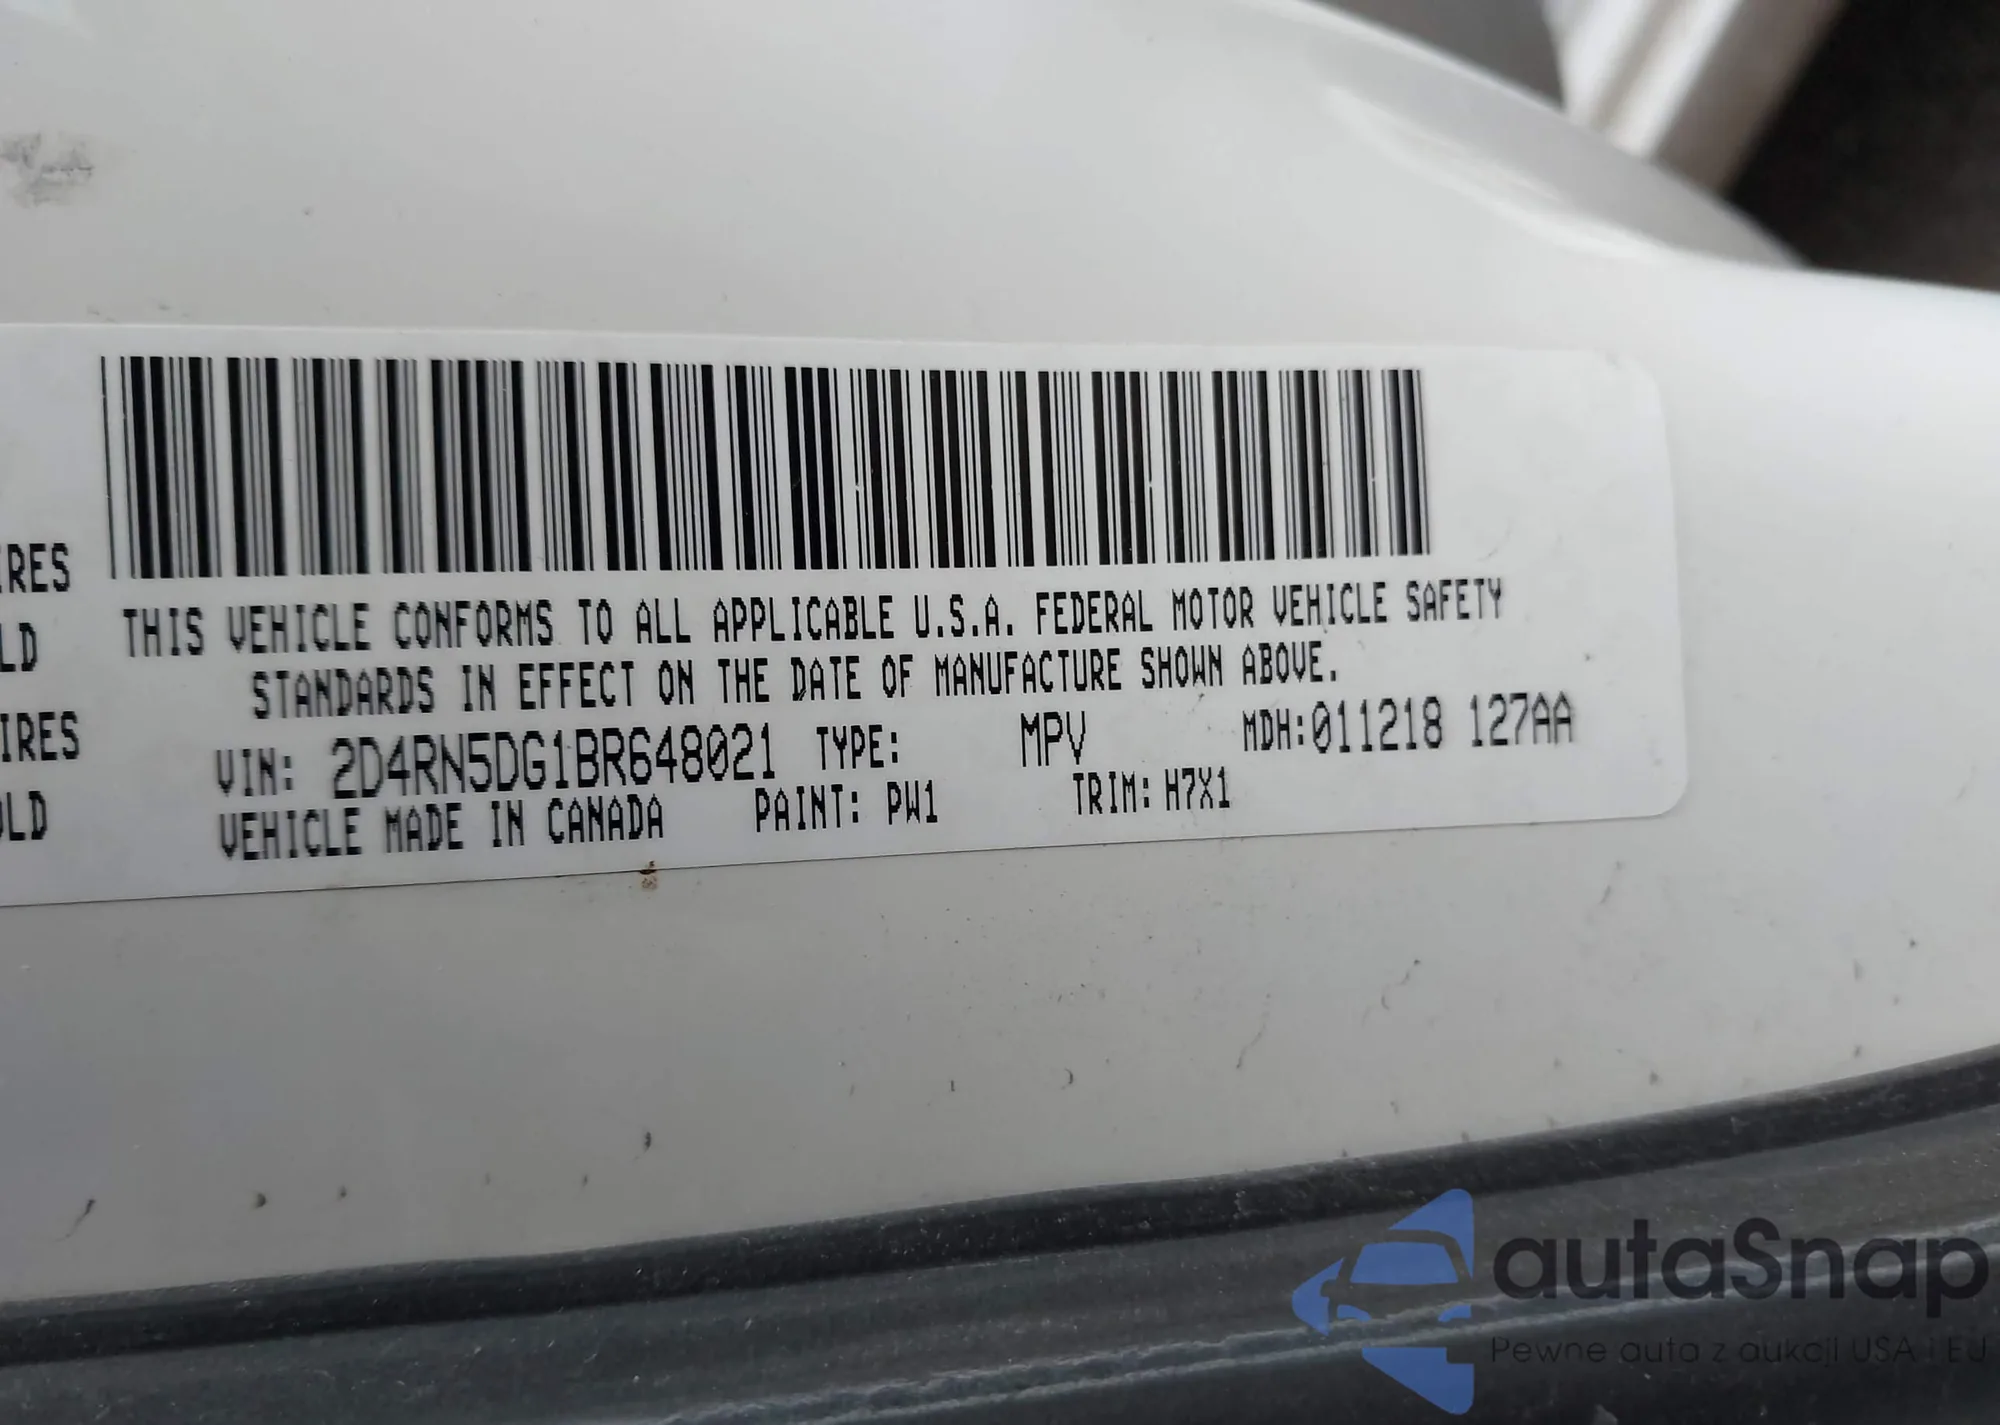 IRES
LD
IRES
LD
THIS VEHICLE CONFORMS TO ALL APPLICABLE U.S.A. FEDERAL MOTOR VEHICLE SAFETY
STANDARDS IN EFFECT ON THE DATE OF MANUFACTURE SHOWN ABOVE.
VIN: 2D4RN5DG1BR648021 TYPE: MPV MDH:011218 127AA
VEHICLE MADE IN CANADA PAINT: PW1 TRIM: H7X1
autaSnap
Pewne auta z aukcji USA i EU